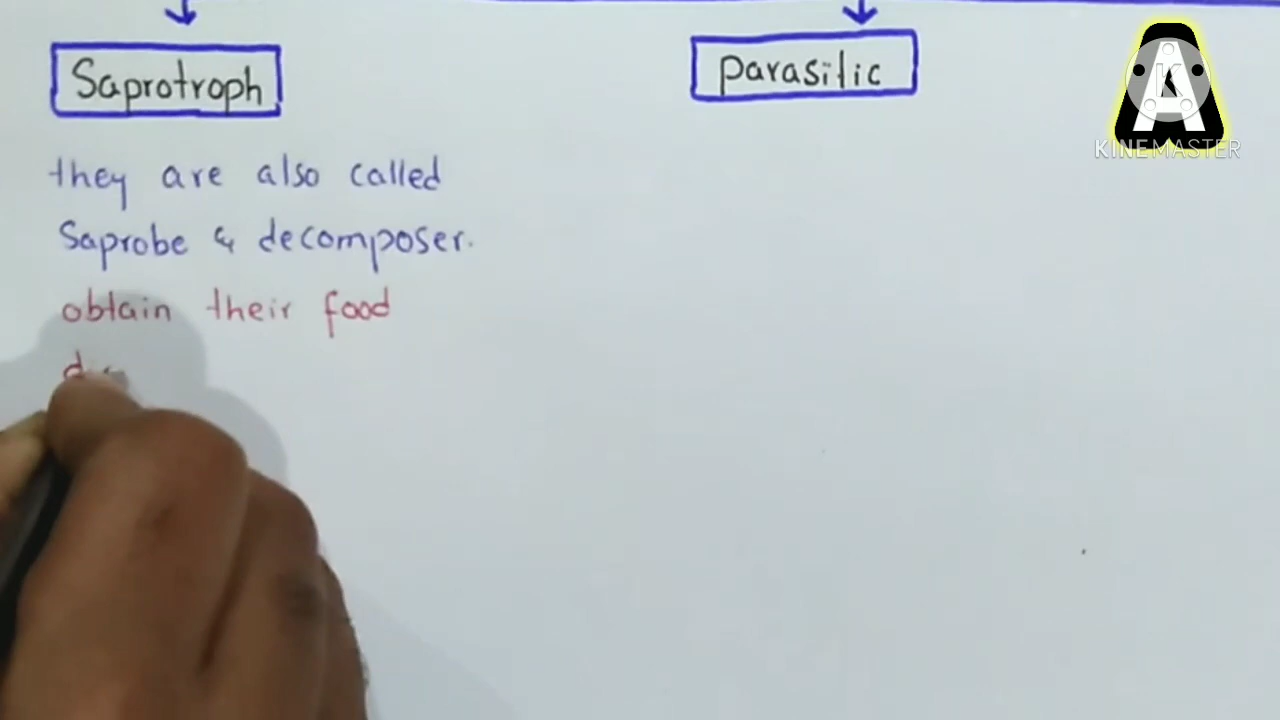 Saprotroph
parasitic
they are also called
Saprobe & decomposer.
obtain their food
A
K
KINEMASTER